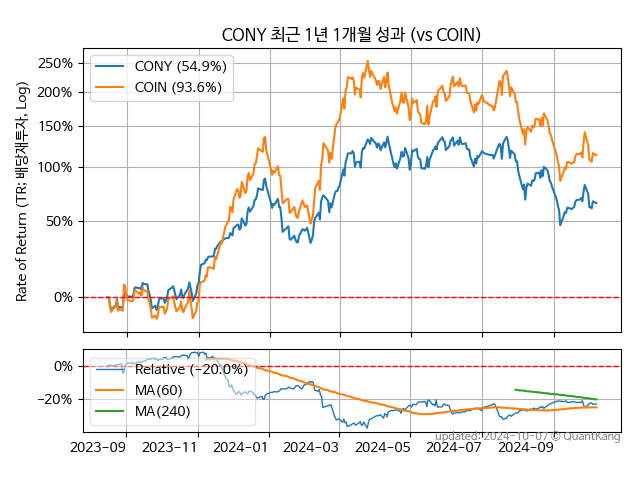 CONY 최근 1년 1개월 성과 (vs COIN)
Rate of Return (TR: 배당재투자, Log)
250%
200%
150%
100%
50%
0%
CONY (54.9%)
COIN (93.6%)
0%
−20%
Relative (−20.0%)
MA(60)
MA(240)
2023−09
2023−11
2024−01
2024−03
2024−05
2024−07
2024−09
updated: 2024−10−07 © QuantKang